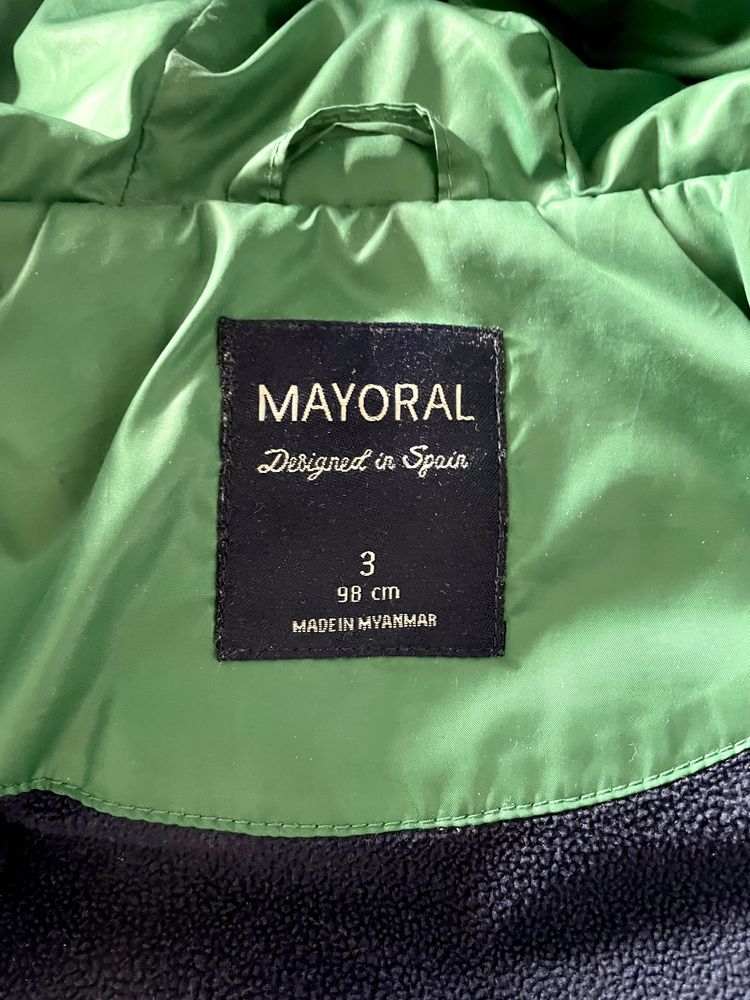 MAYORAL
Designed in Spain
3
98 cm
MADE IN MYANMAR